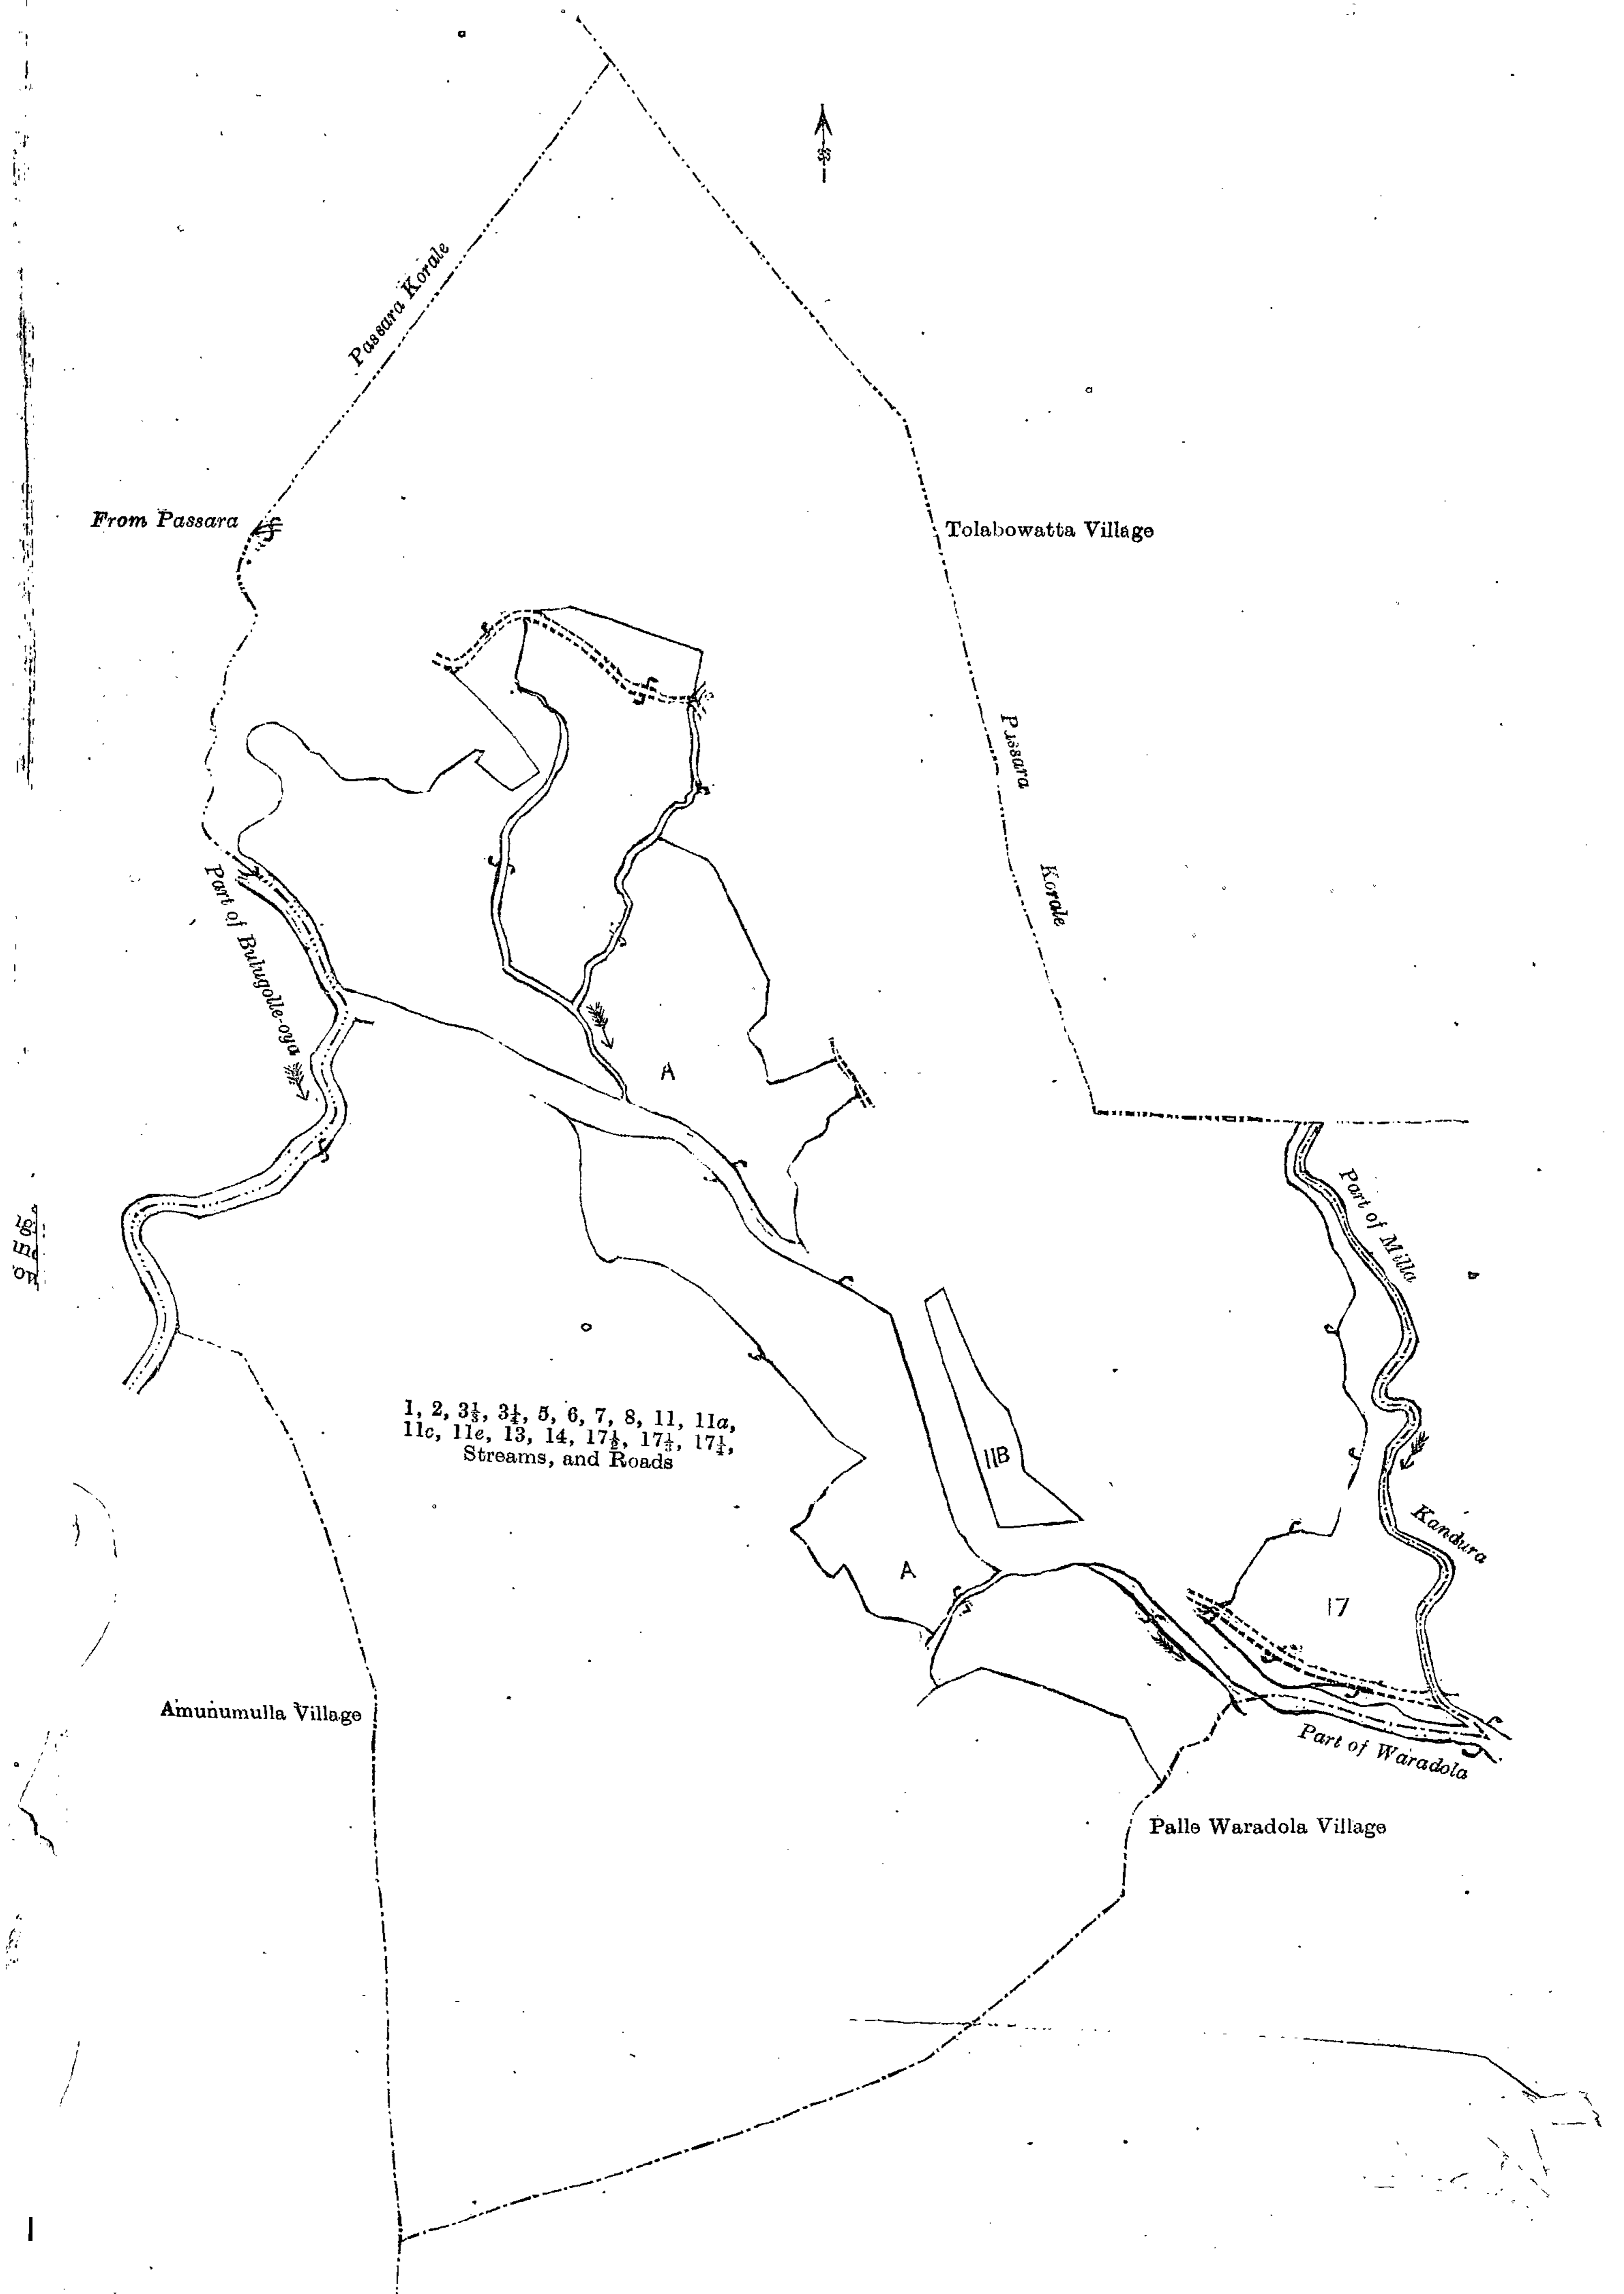 Passara Korale
From Passara
Tolabowatta Village
Passara
Korale
Part of Bulugolle-oya
A
Part of Milla
1, 2, 3⅓, 3¼, 5, 6, 7, 8, 11, 11a,
11c, 11e, 13, 14, 17½, 17⅓, 17¼,
Streams, and Roads
11B
Kandura
A
17
Amunumulla Village
Part of Waradola
Palle Waradola Village